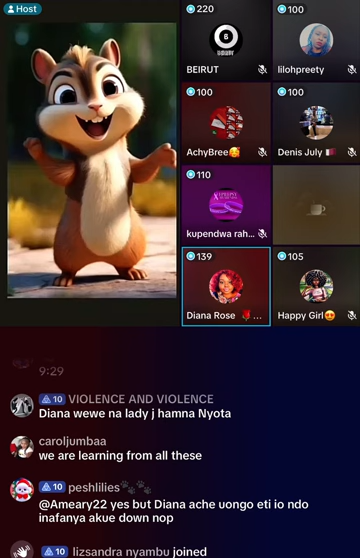 Host
220
BEIRUT
100
lilohpreety
100
AchyBree🥰
100
Denis July 🇶🇦
110
kupendwa rah...
139
Diana Rose 🌹...
105
Happy Girl😍
9:29
10 VIOLENCE AND VIOLENCE
Diana wewe na lady j hamna Nyota
caroljumbaa
we are learning from all these
10 peshlilies🐾🐾
@Ameary22 yes but Diana ache uongo eti io ndo
inafanya akue down nop
10 lizsandra nyambu joined